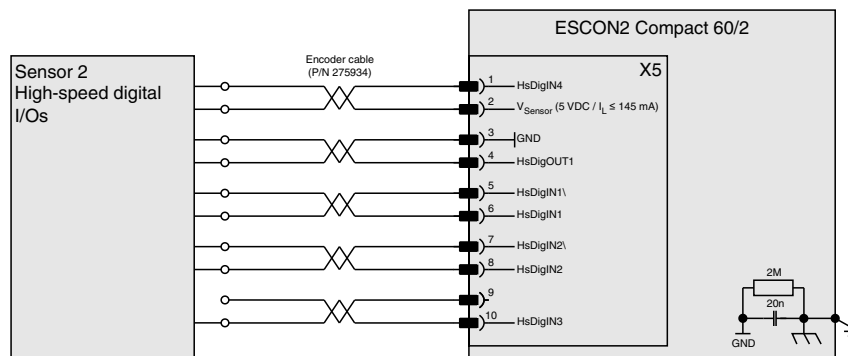 ESCON2 Compact 60/2
Encoder cable
(P/N 275934)
X5
Sensor 2
High-speed digital
I/Os
1 HsDigIN4
2 VSensor (5 VDC / IL ≤ 145 mA)
3 GND
4 HsDigOUT1
5 HsDigIN1\
6 HsDigIN1
7 HsDigIN2\
8 HsDigIN2
9
10 HsDigIN3
2M
20n
GND